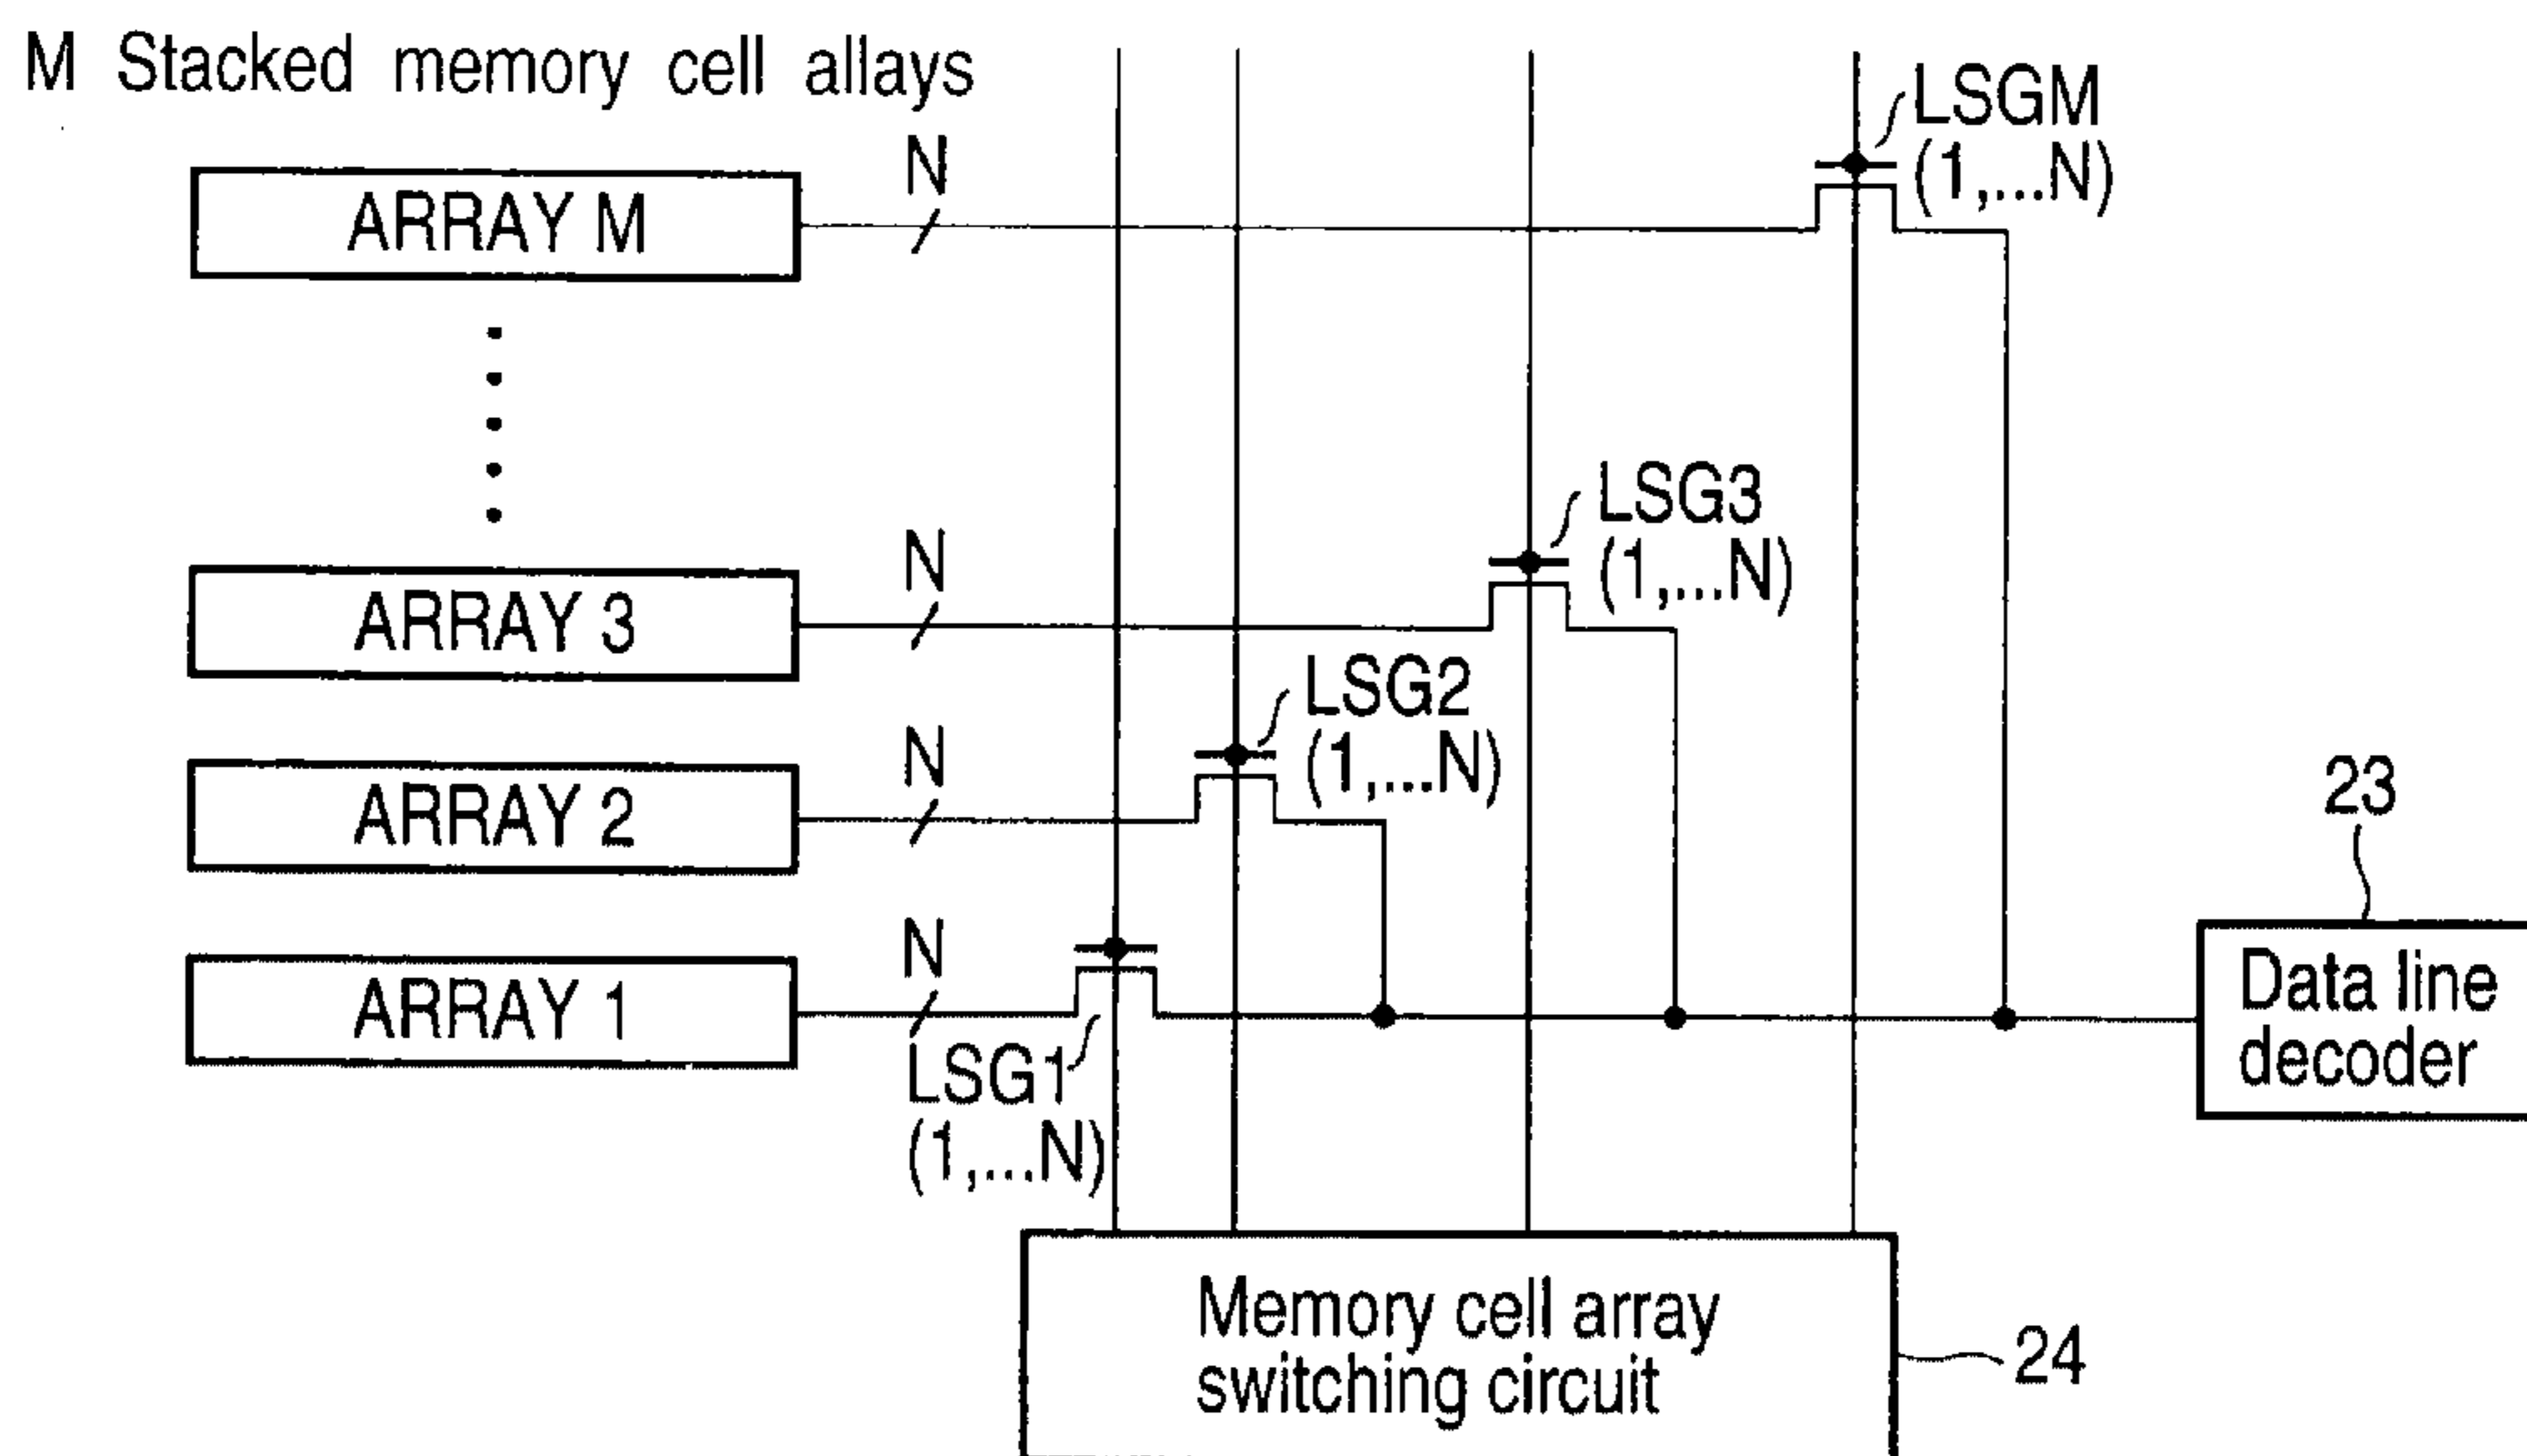 M Stacked memory cell allays
LSGM
(1,...N)
N
ARRAY M
LSG3
(1,...N)
N
ARRAY 3
LSG2
(1,...N)
N
ARRAY 2
23
N
ARRAY 1
Data line
decoder
LSG1
(1,...N)
Memory cell array
switching circuit
24